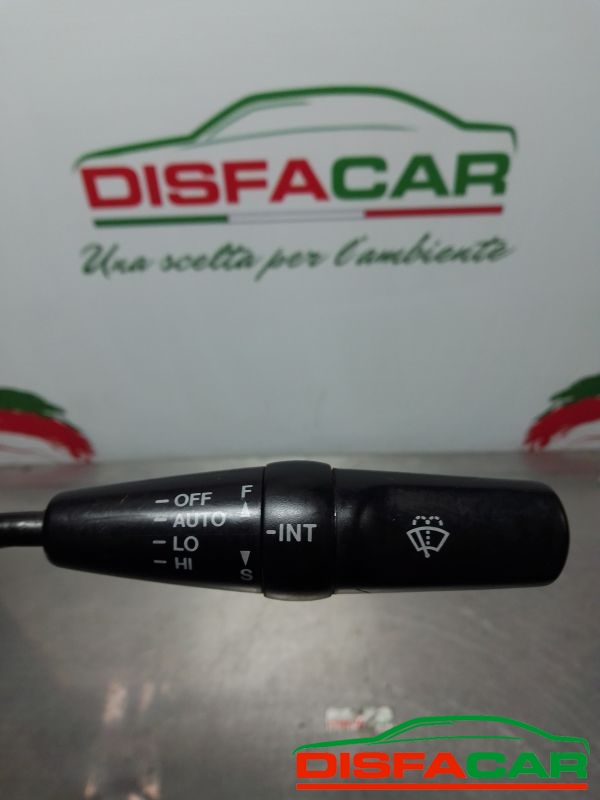 DISFACAR
Una scelta per l'ambiente
OFF F
AUTO
-INT
LO
HI S
DISFACAR